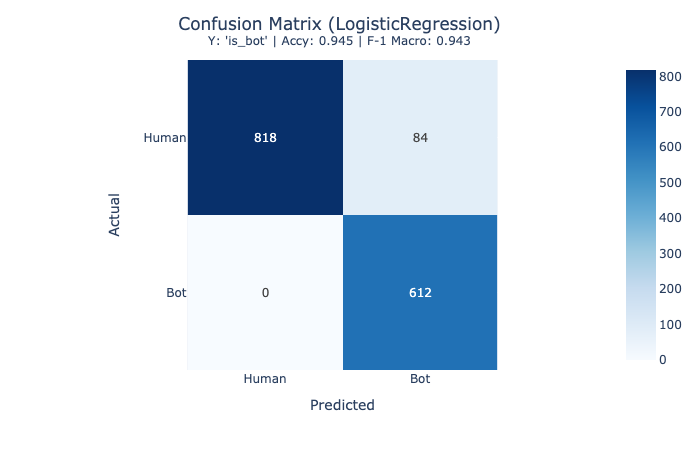 Confusion Matrix (LogisticRegression)
Y: 'is_bot' | Accy: 0.945 | F-1 Macro: 0.943
Human
818
84
Bot
0
612
Human
Bot
Predicted
Actual
800
700
600
500
400
300
200
100
0